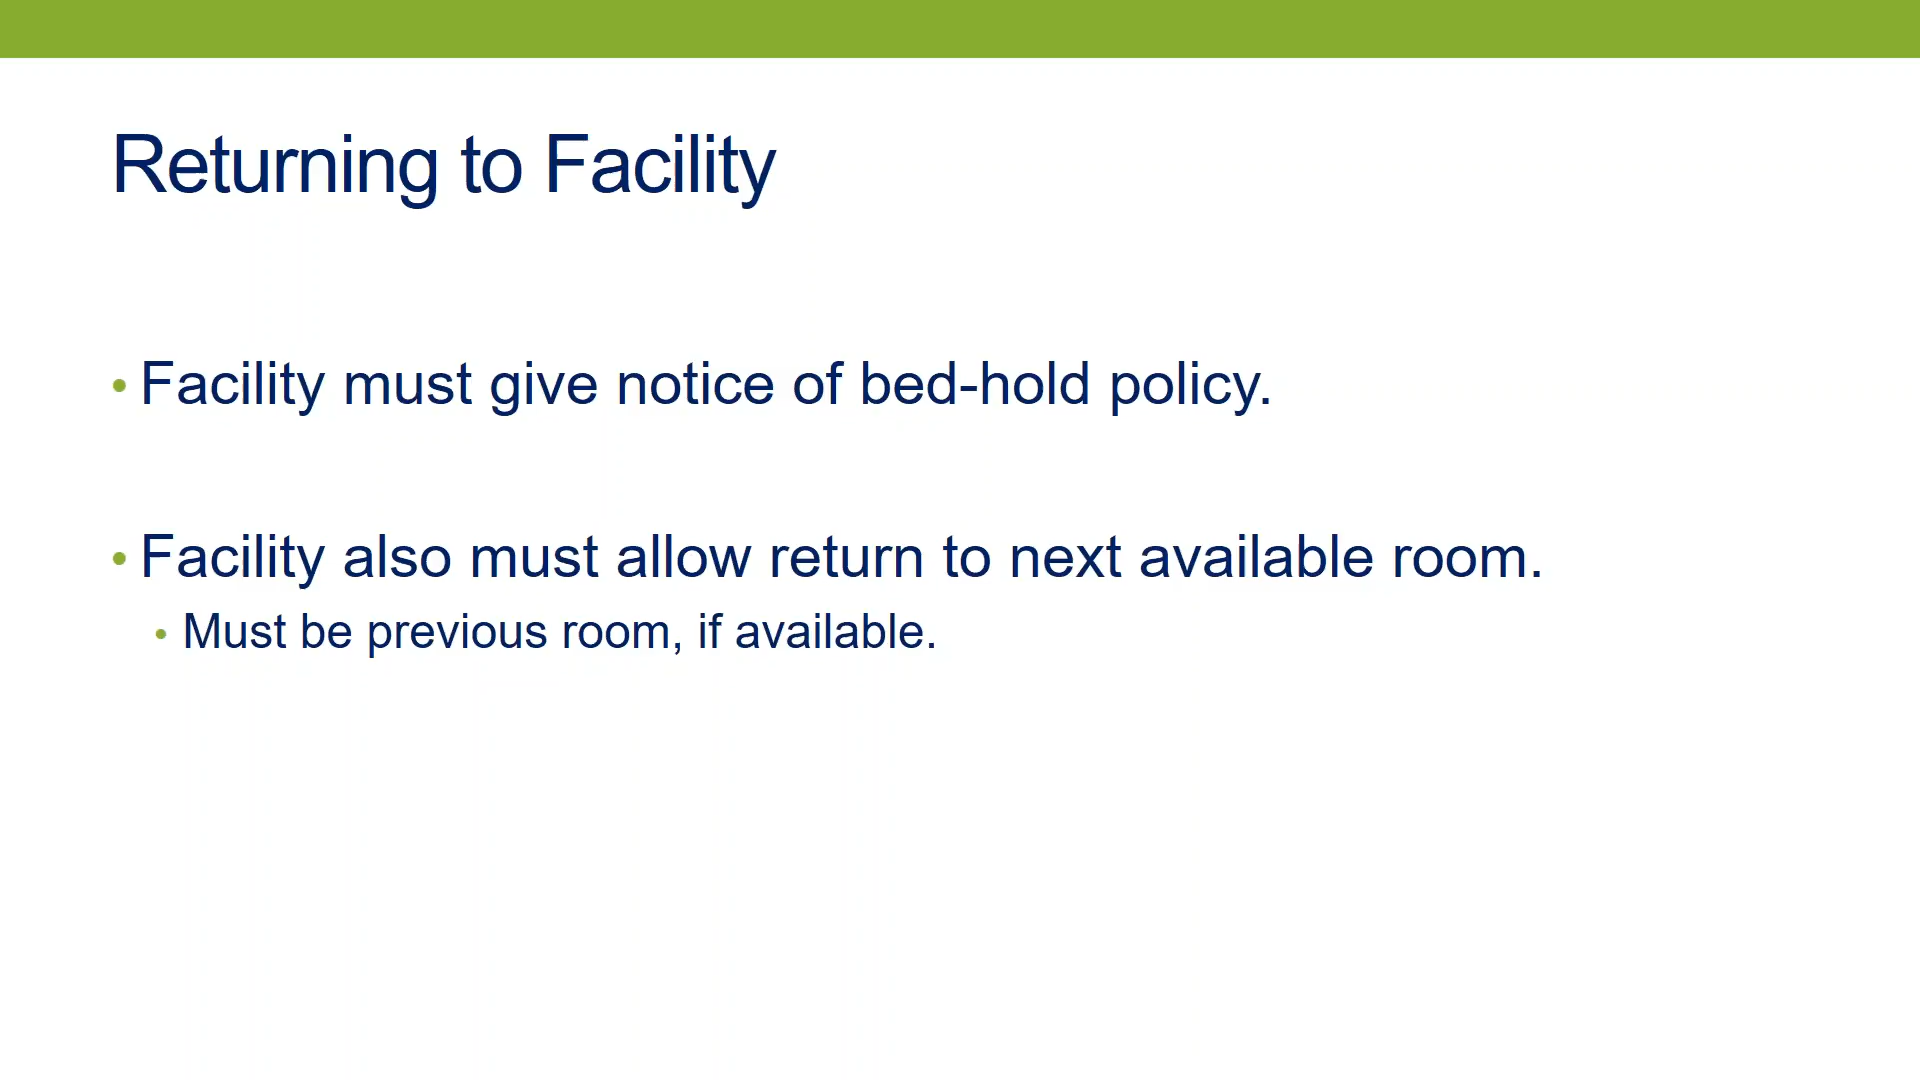 Returning to Facility
• Facility must give notice of bed-hold policy.
• Facility also must allow return to next available room.
• Must be previous room, if available.